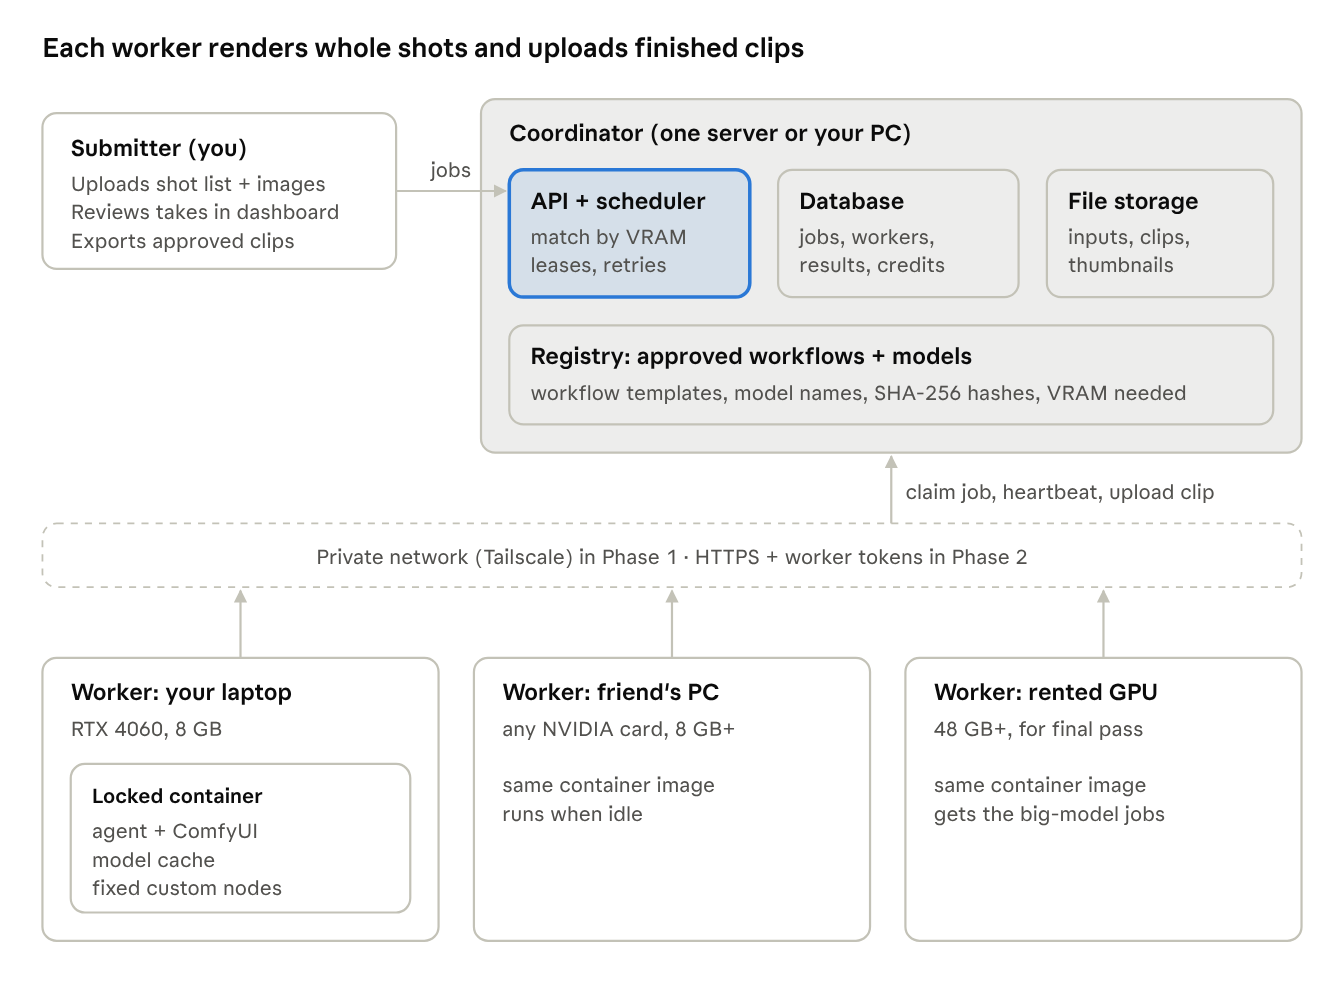 Each worker renders whole shots and uploads finished clips
Submitter (you)
Uploads shot list + images
Reviews takes in dashboard
Exports approved clips
jobs
Coordinator (one server or your PC)
API + scheduler
match by VRAM
leases, retries
Database
jobs, workers,
results, credits
File storage
inputs, clips,
thumbnails
Registry: approved workflows + models
workflow templates, model names, SHA-256 hashes, VRAM needed
claim job, heartbeat, upload clip
Private network (Tailscale) in Phase 1 · HTTPS + worker tokens in Phase 2
Worker: your laptop
RTX 4060, 8 GB
Locked container
agent + ComfyUI
model cache
fixed custom nodes
Worker: friend's PC
any NVIDIA card, 8 GB+
same container image
runs when idle
Worker: rented GPU
48 GB+, for final pass
same container image
gets the big-model jobs